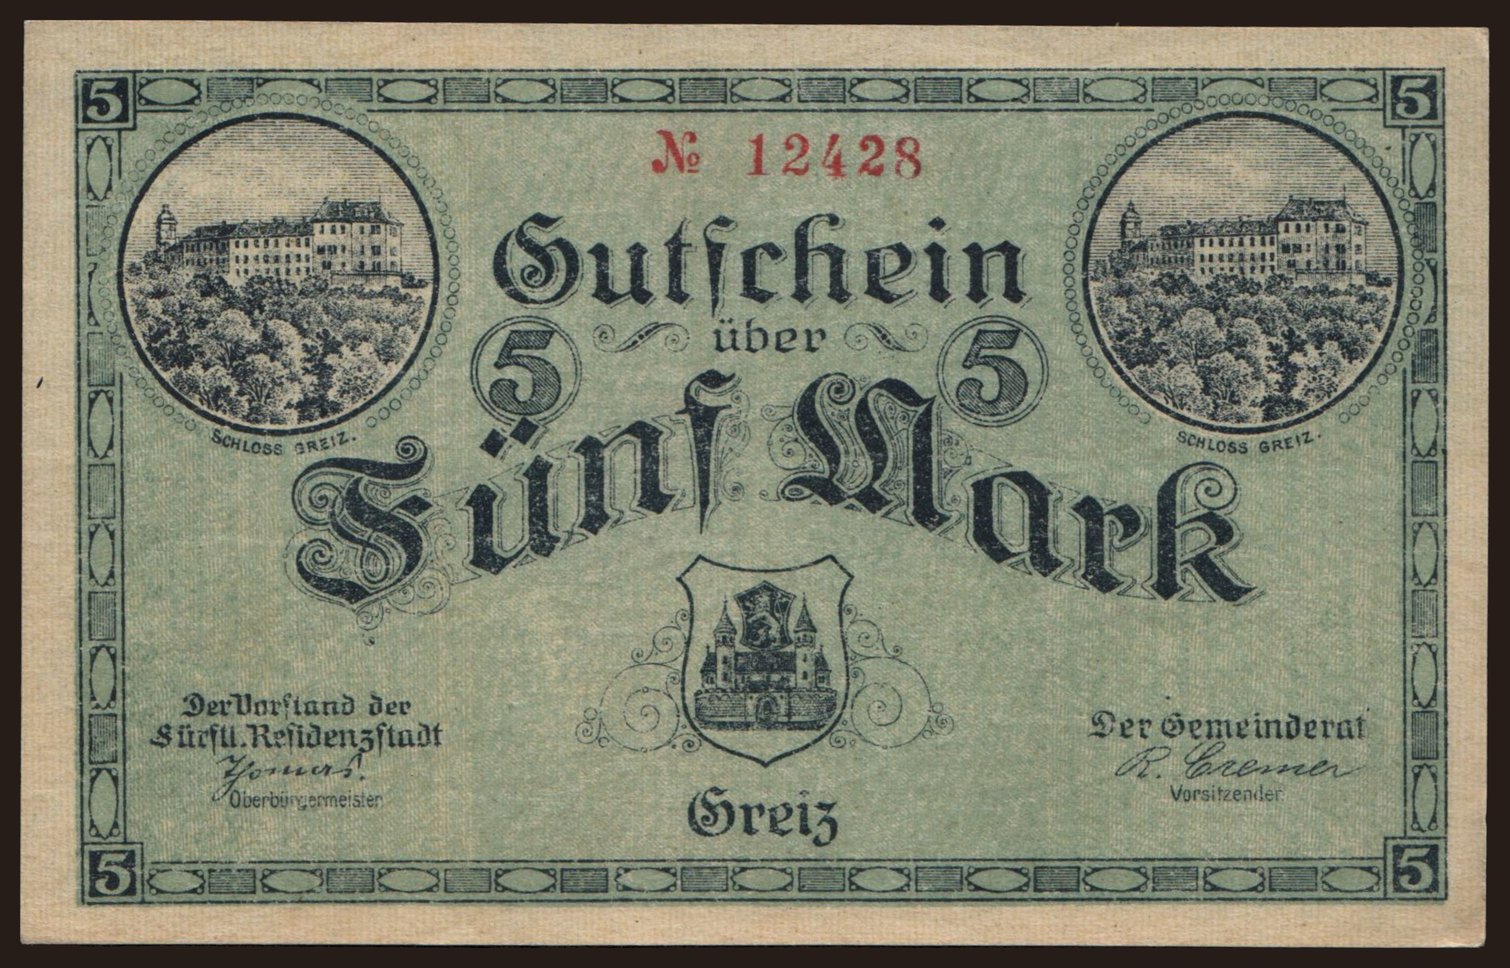 5 5
№ 12428
Gutschein
5 über 5
Fünf Mark
SCHLOSS GREIZ.
SCHLOSS GREIZ.
Der Vorstand der
Fürstl. Residenzstadt
Thomas.
Oberbürgermeister
Der Gemeinderat
R. Cremer
Vorsitzender
Greiz
5 5